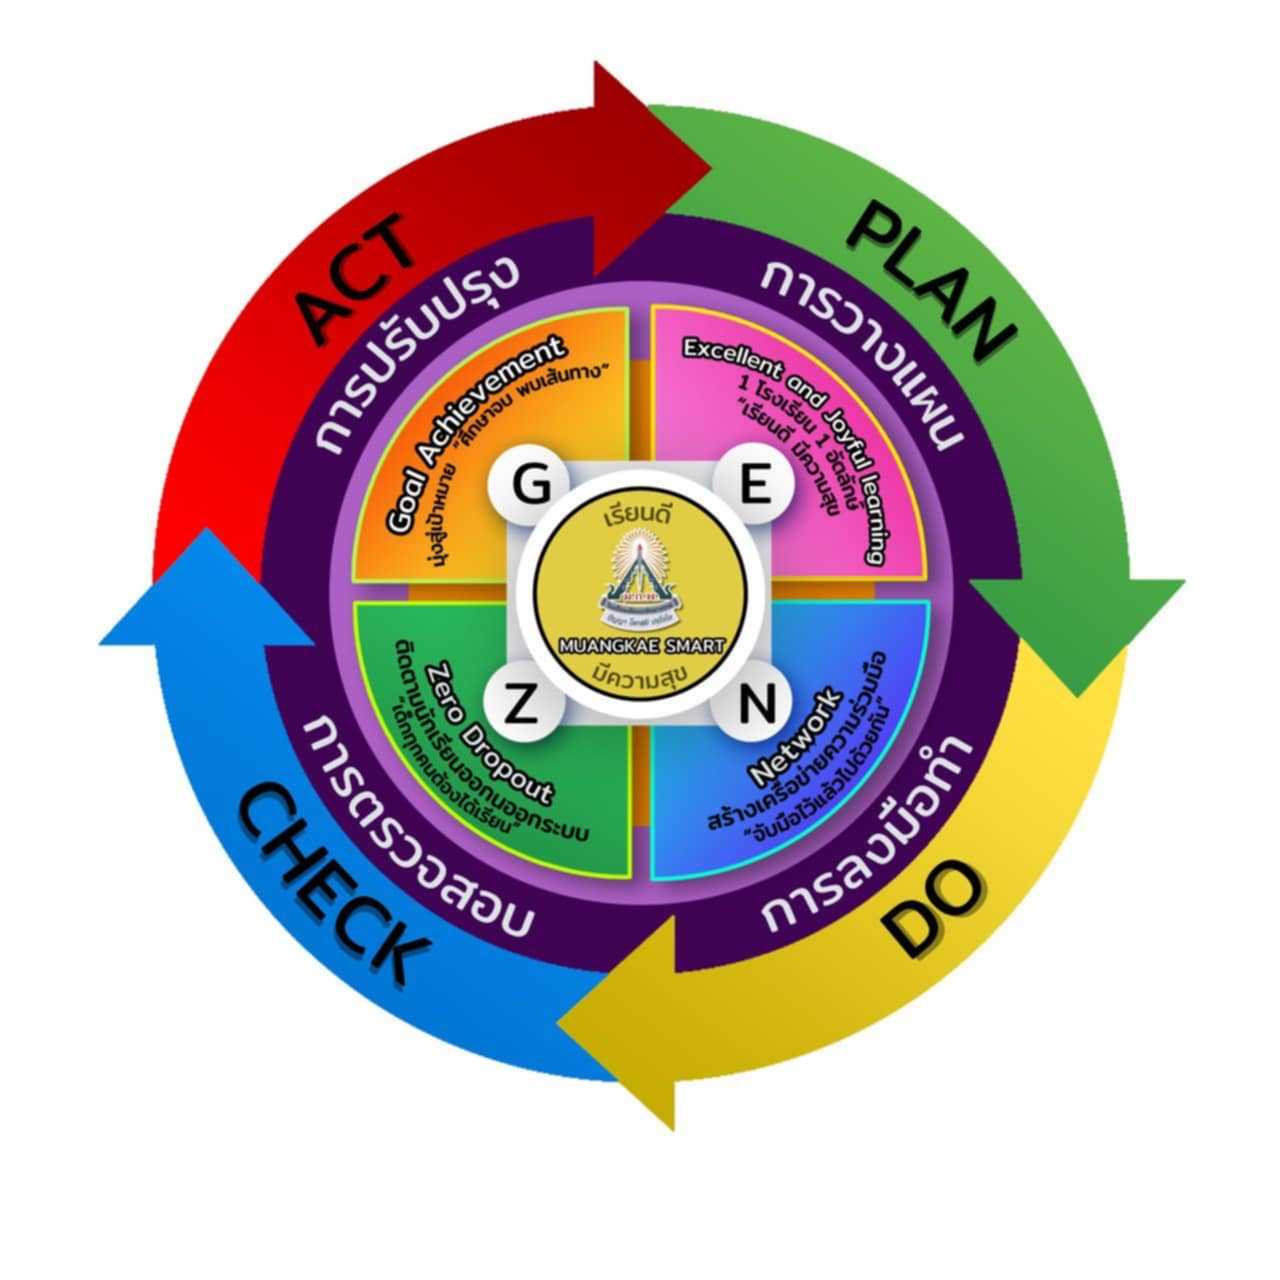 ACT
PLAN
DO
CHECK
การปรับปรุง
การวางแผน
การลงมือทำ
การตรวจสอบ
G
Goal Achievement
มุ่งสู่เป้าหมาย "ศึกษาจบ พบเส้นทาง"
E
Excellent and Joyful learning
1 โรงเรียน 1 อัตลักษ์
"เรียนดี มีความสุข
Z
Zero Dropout
ติดตามนักเรียนออกนออกระบบ
"เด็กทุกคนต้องได้เรียน"
N
Network
สร้างเครือข่ายความร่วมมือ
"จับมือไว้แล้วไปด้วยกัน"
เรียนดี
MUANGKAE SMART
มีความสุข